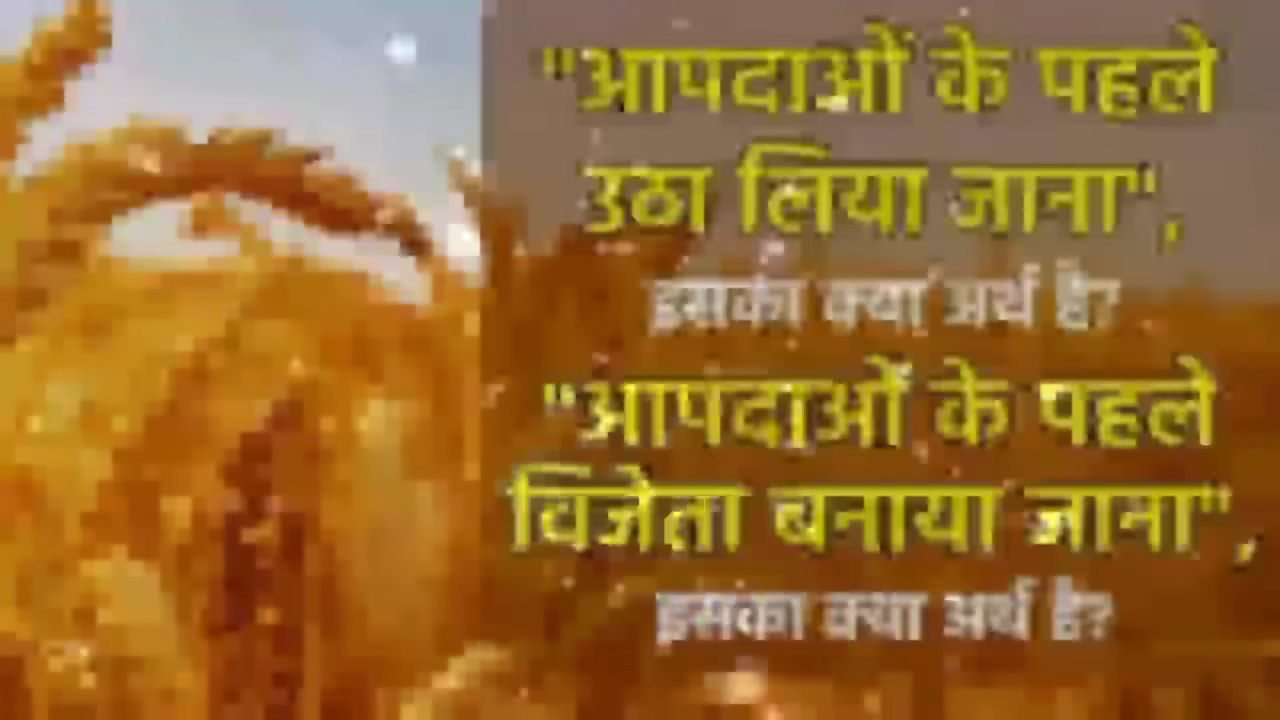 "आपदाओं के पहले
उठा लिया जाना",
इसका क्या अर्थ है?
"आपदाओं के पहले
विजेता बनाया जाना",
इसका क्या अर्थ है?